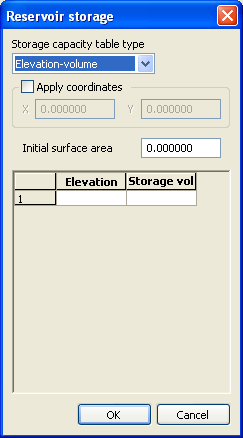 Reservoir storage
Storage capacity table type
Elevation-volume
Apply coordinates
X 0.000000 Y 0.000000
Initial surface area 0.000000
Elevation Storage vol
1
OK Cancel